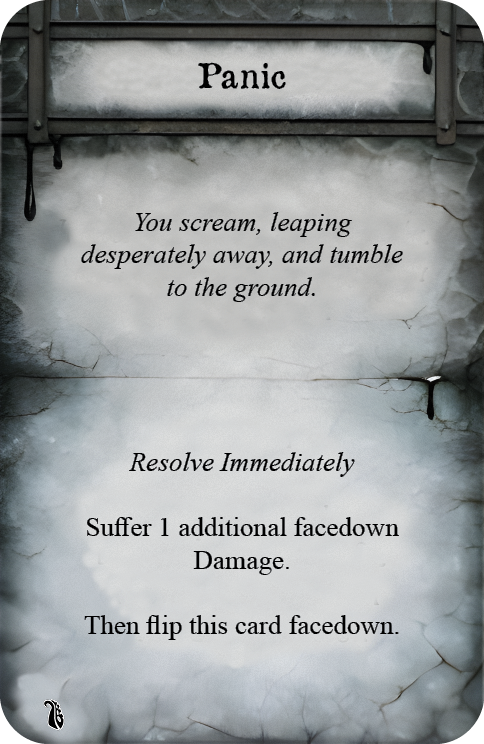 Panic
You scream, leaping
desperately away, and tumble
to the ground.
Resolve Immediately
Suffer 1 additional facedown
Damage.
Then flip this card facedown.